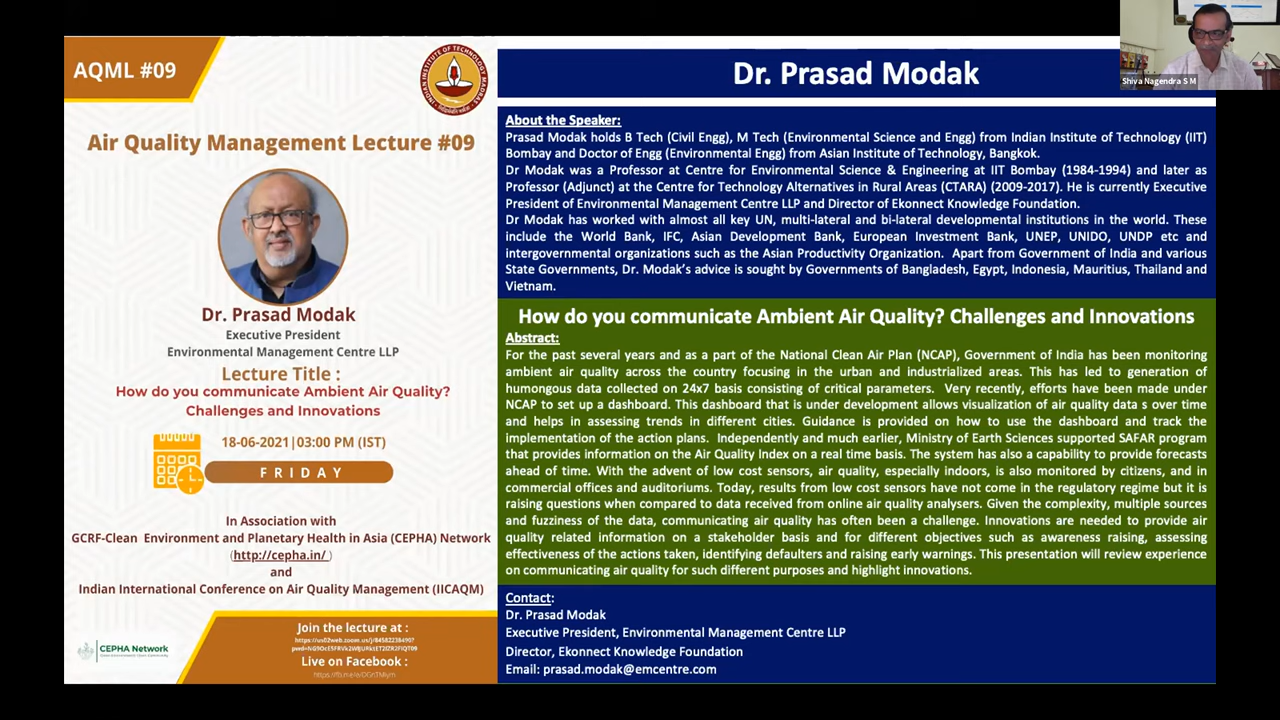 AQML #09
Air Quality Management Lecture #09
Dr. Prasad Modak
Executive President
Environmental Management Centre LLP
Lecture Title :
How do you communicate Ambient Air Quality?
Challenges and Innovations
18-06-2021|03:00 PM (IST)
FRIDAY
In Association with
GCRF-Clean Environment and Planetary Health in Asia (CEPHA) Network
(http://cepha.in/ )
and
Indian International Conference on Air Quality Management (IICAQM)
CEPHA Network
Join the lecture at :
Live on Facebook :
Dr. Prasad Modak
Shiva Nagendra S M
About the Speaker:
Prasad Modak holds B Tech (Civil Engg), M Tech (Environmental Science and Engg) from Indian Institute of Technology (IIT)
Bombay and Doctor of Engg (Environmental Engg) from Asian Institute of Technology, Bangkok.
Dr Modak was a Professor at Centre for Environmental Science & Engineering at IIT Bombay (1984-1994) and later as
Professor (Adjunct) at the Centre for Technology Alternatives in Rural Areas (CTARA) (2009-2017). He is currently Executive
President of Environmental Management Centre LLP and Director of Ekonnect Knowledge Foundation.
Dr Modak has worked with almost all key UN, multi-lateral and bi-lateral developmental institutions in the world. These
include the World Bank, IFC, Asian Development Bank, European Investment Bank, UNEP, UNIDO, UNDP etc and
intergovernmental organizations such as the Asian Productivity Organization. Apart from Government of India and various
State Governments, Dr. Modak's advice is sought by Governments of Bangladesh, Egypt, Indonesia, Mauritius, Thailand and
Vietnam.
How do you communicate Ambient Air Quality? Challenges and Innovations
Abstract:
For the past several years and as a part of the National Clean Air Plan (NCAP), Government of India has been monitoring
ambient air quality across the country focusing in the urban and industrialized areas. This has led to generation of
humongous data collected on 24x7 basis consisting of critical parameters. Very recently, efforts have been made under
NCAP to set up a dashboard. This dashboard that is under development allows visualization of air quality data s over time
and helps in assessing trends in different cities. Guidance is provided on how to use the dashboard and track the
implementation of the action plans. Independently and much earlier, Ministry of Earth Sciences supported SAFAR program
that provides information on the Air Quality Index on a real time basis. The system has also a capability to provide forecasts
ahead of time. With the advent of low cost sensors, air quality, especially indoors, is also monitored by citizens, and in
commercial offices and auditoriums. Today, results from low cost sensors have not come in the regulatory regime but it is
raising questions when compared to data received from online air quality analysers. Given the complexity, multiple sources
and fuzziness of the data, communicating air quality has often been a challenge. Innovations are needed to provide air
quality related information on a stakeholder basis and for different objectives such as awareness raising, assessing
effectiveness of the actions taken, identifying defaulters and raising early warnings. This presentation will review experience
on communicating air quality for such different purposes and highlight innovations.
Contact:
Dr. Prasad Modak
Executive President, Environmental Management Centre LLP
Director, Ekonnect Knowledge Foundation
Email: prasad.modak@emcentre.com